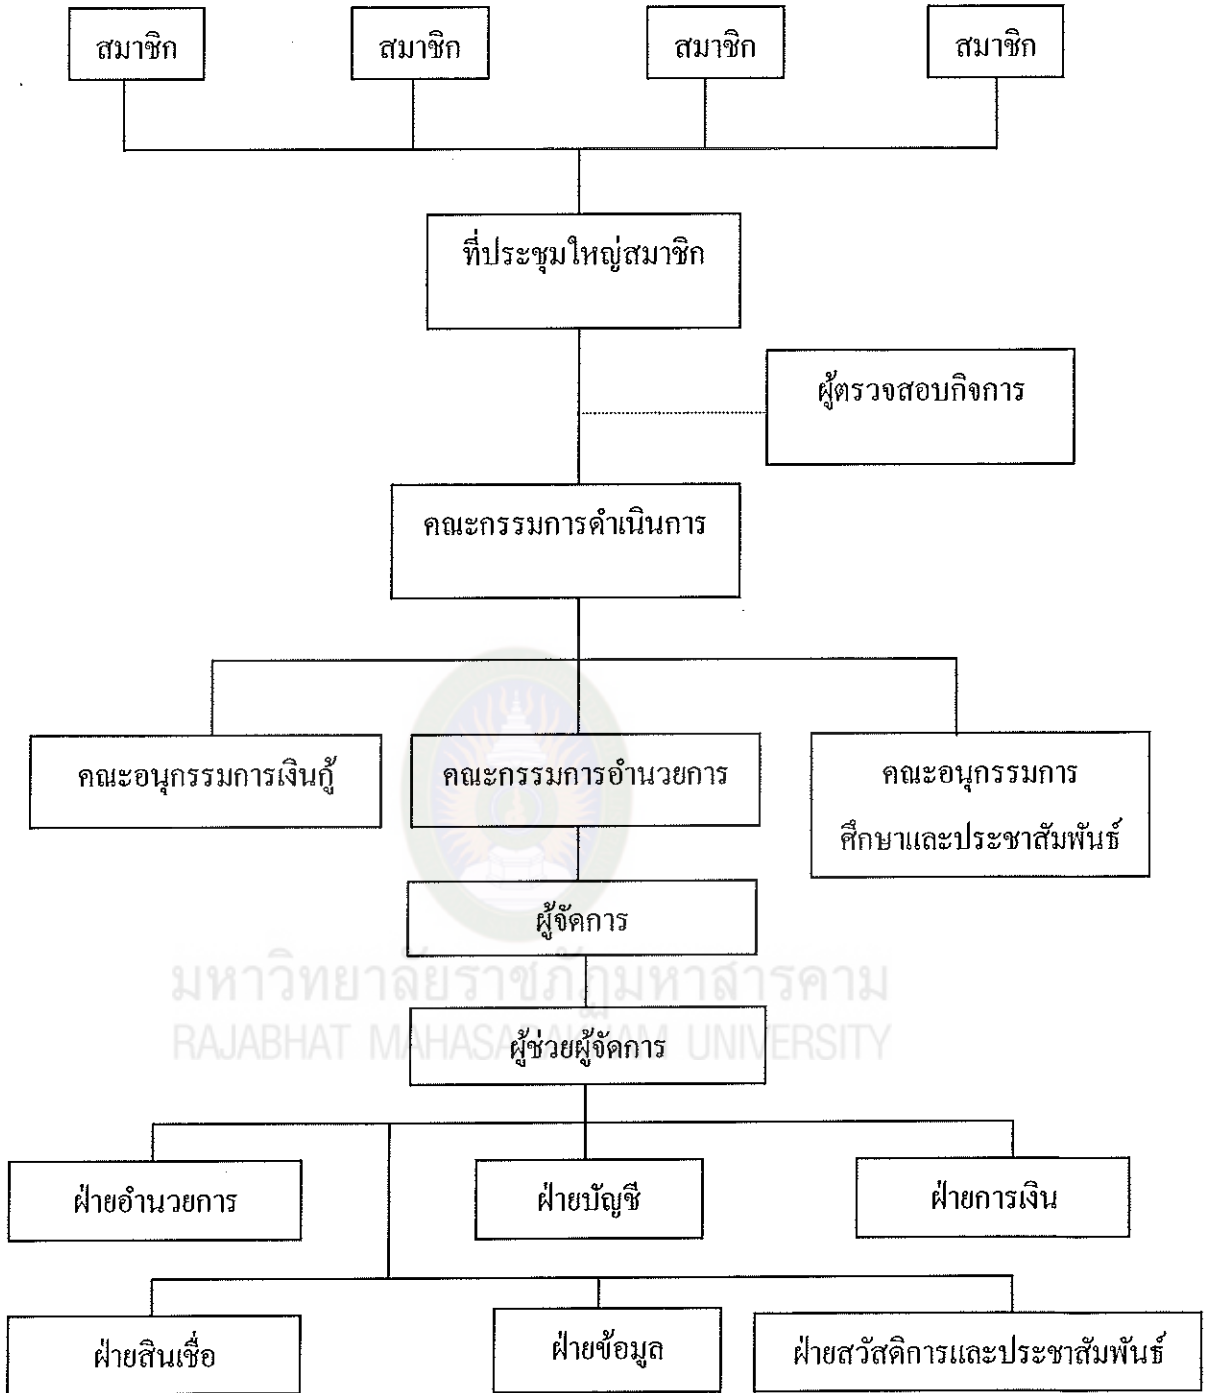 สมาชิก
สมาชิก
สมาชิก
สมาชิก
ที่ประชุมใหญ่สมาชิก
ผู้ตรวจสอบกิจการ
คณะกรรมการดำเนินการ
คณะอนุกรรมการเงินกู้
คณะกรรมการอำนวยการ
คณะอนุกรรมการ
ศึกษาและประชาสัมพันธ์
ผู้จัดการ
มหาวิทยาลัยราชภัฏมหาสารคาม
RAJABHAT MAHASARAKHAM UNIVERSITY
ผู้ช่วยผู้จัดการ
ฝ่ายอำนวยการ
ฝ่ายบัญชี
ฝ่ายการเงิน
ฝ่ายสินเชื่อ
ฝ่ายข้อมูล
ฝ่ายสวัสดิการและประชาสัมพันธ์